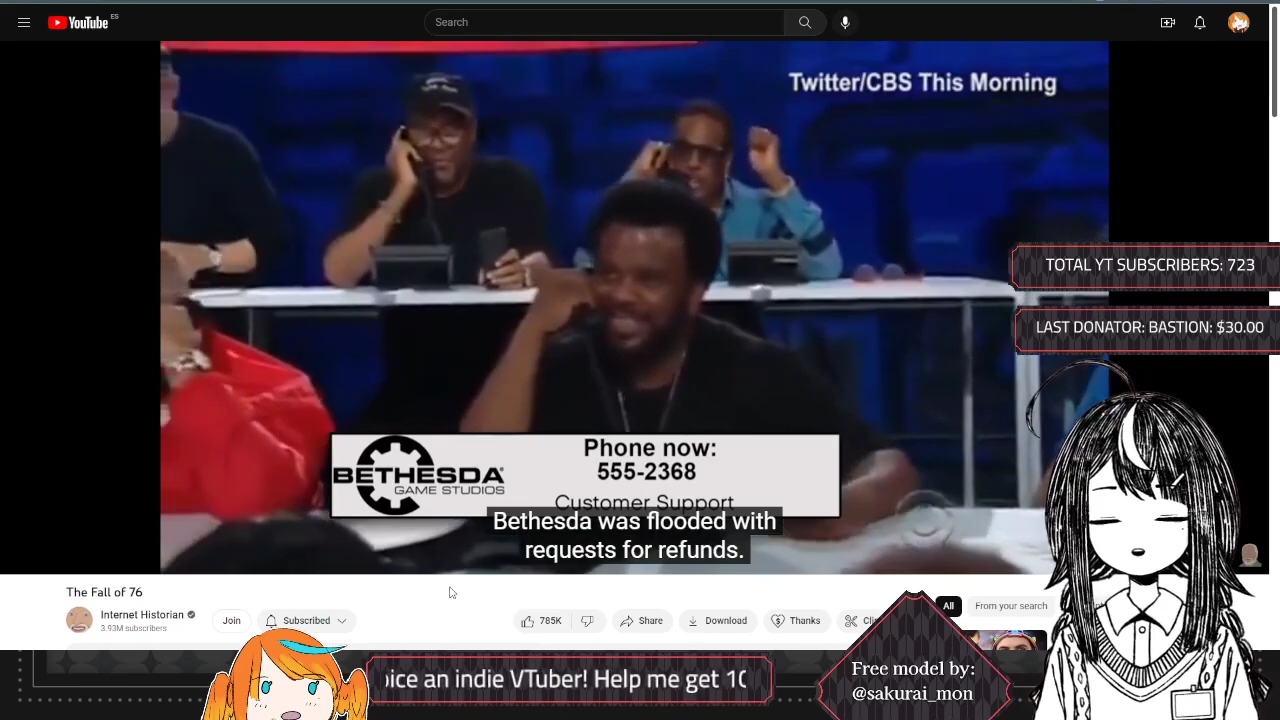 YouTube ES
Search
Twitter/CBS This Morning
TOTAL YT SUBSCRIBERS: 723
LAST DONATOR: BASTION: $30.00
BETHESDA
GAME STUDIOS
Phone now:
555-2368
Customer Support
Bethesda was flooded with
requests for refunds.
The Fall of 76
Internet Historian
3.93M subscribers
Join
Subscribed
785K
Share
Download
Thanks
All
From your search
oice an indie VTuber! Help me get 10
Free model by:
@sakurai_mon